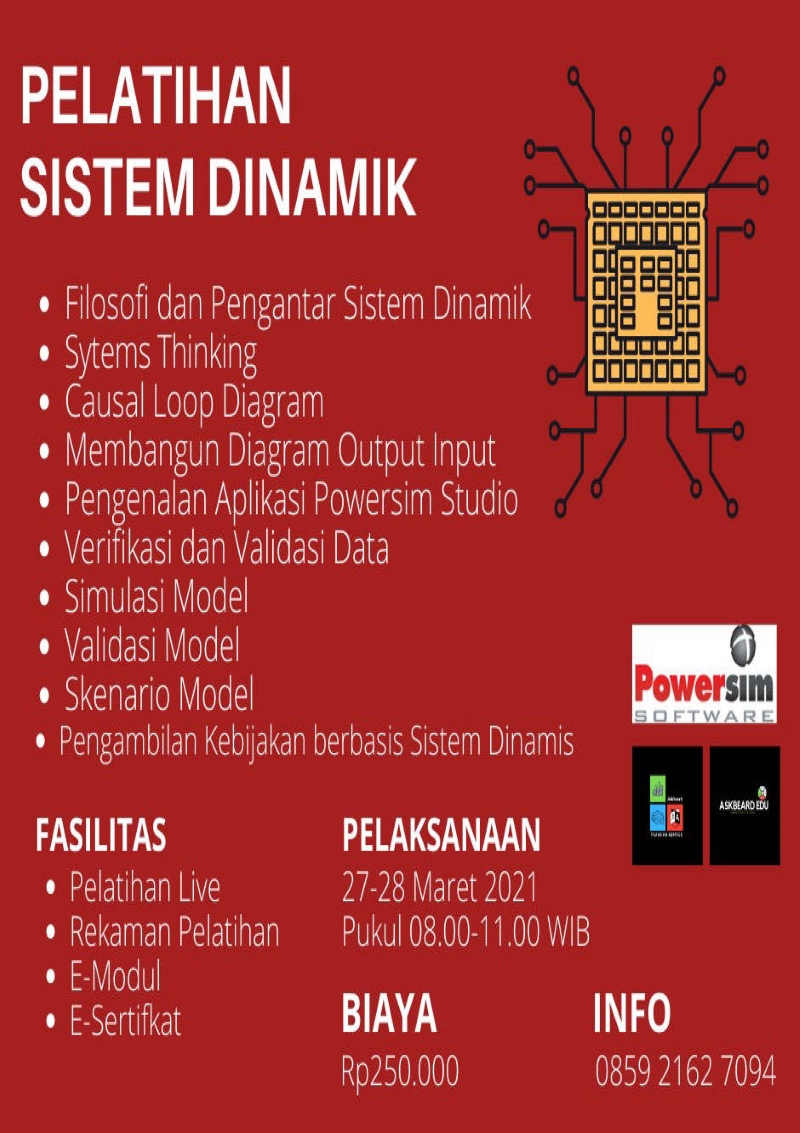 PELATIHAN
SISTEM DINAMIK
• Filosofi dan Pengantar Sistem Dinamik
• Sytems Thinking
• Causal Loop Diagram
• Membangun Diagram Output Input
• Pengenalan Aplikasi Powersim Studio
• Verifikasi dan Validasi Data
• Simulasi Model
• Validasi Model
• Skenario Model
• Pengambilan Kebijakan berbasis Sistem Dinamis
Powersim
SOFTWARE
ASKBEARD EDU
FASILITAS
• Pelatihan Live
• Rekaman Pelatihan
• E-Modul
• E-Sertifkat
PELAKSANAAN
27-28 Maret 2021
Pukul 08.00-11.00 WIB
BIAYA
Rp250.000
INFO
0859 2162 7094